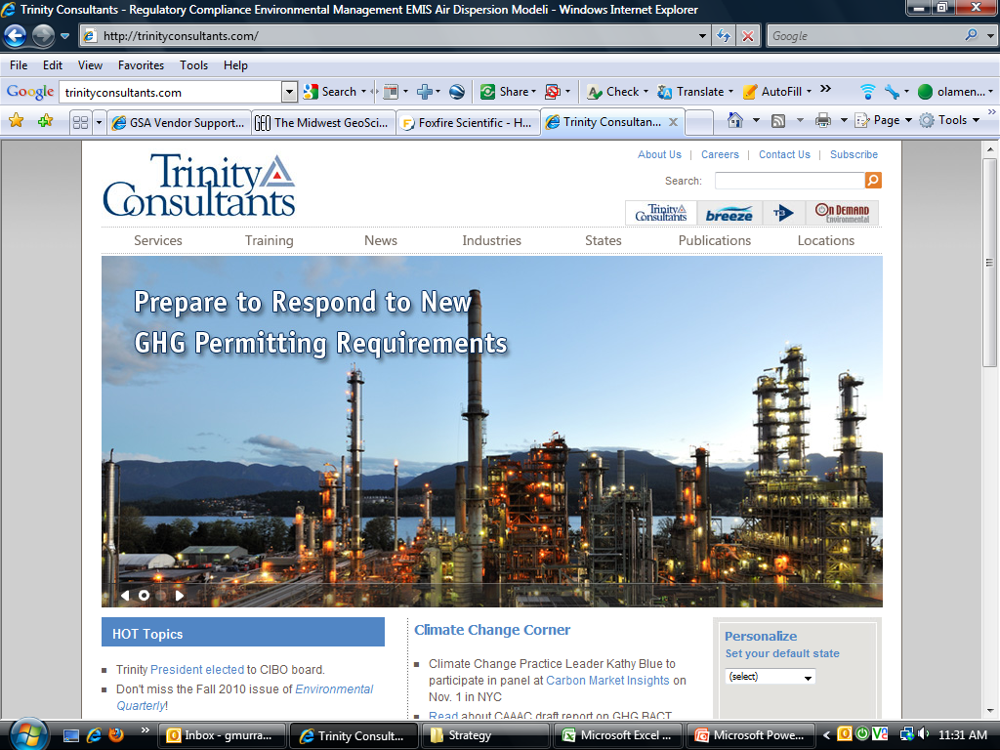 Trinity Consultants - Regulatory Compliance Environmental Management EMIS Air Dispersion Modeli - Windows Internet Explorer
http://trinityconsultants.com/
Google
File Edit View Favorites Tools Help
Google trinityconsultants.com Search Share Check Translate AutoFill olamen...
GSA Vendor Support... The Midwest GeoSci... Foxfire Scientific - H... Trinity Consultan... Page Tools
Trinity
Consultants
About Us | Careers | Contact Us | Subscribe
Search:
Trinity Consultants breeze T3 On Demand Environmental
Services Training News Industries States Publications Locations
Prepare to Respond to New
GHG Permitting Requirements
HOT Topics
Trinity President elected to CIBO board.
Don't miss the Fall 2010 issue of Environmental
Quarterly!
Climate Change Corner
Climate Change Practice Leader Kathy Blue to
participate in panel at Carbon Market Insights on
Nov. 1 in NYC
Read about CAAAC draft report on GHG BACT
Personalize
Set your default state
(select)
Inbox - gmurra... Trinity Consult... Strategy Microsoft Excel ... Microsoft Powe... 11:31 AM